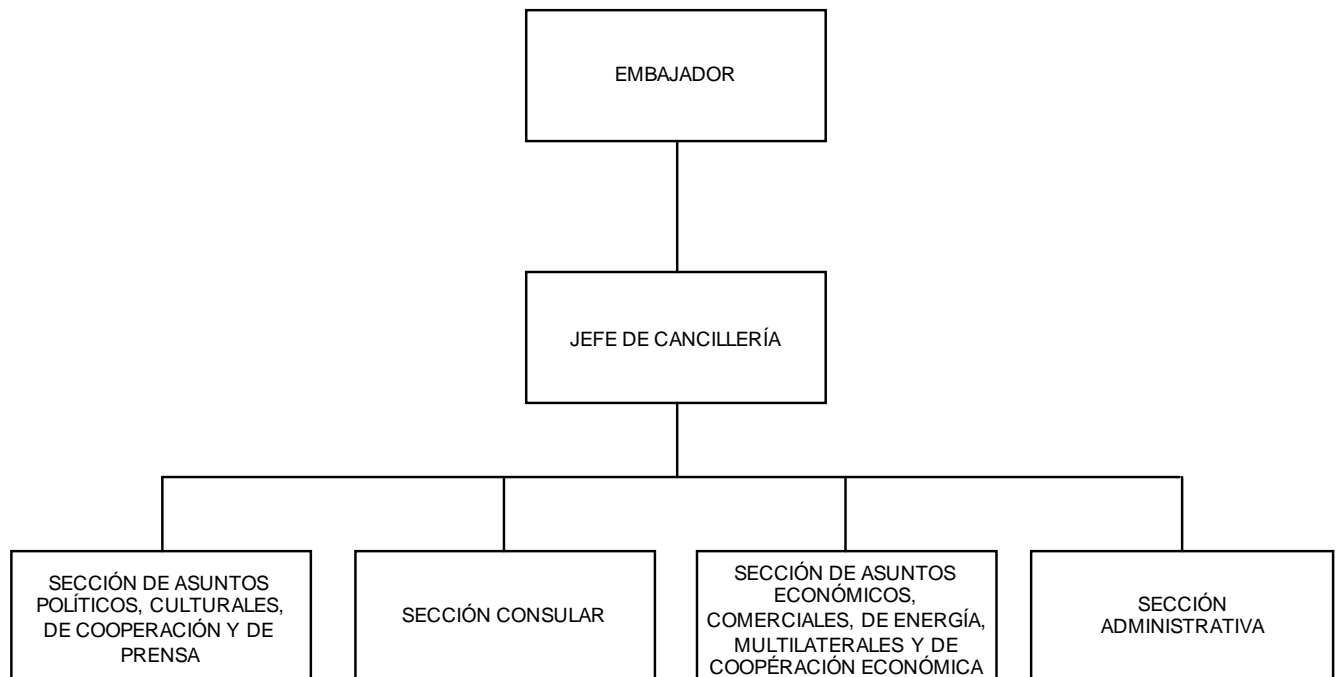 EMBAJADOR
JEFE DE CANCILLERÍA
SECCIÓN DE ASUNTOS
POLÍTICOS, CULTURALES,
DE COOPERACIÓN Y DE
PRENSA
SECCIÓN CONSULAR
SECCIÓN DE ASUNTOS
ECONÓMICOS,
COMERCIALES, DE ENERGÍA,
MULTILATERALES Y DE
COOPÉRACIÓN ECONÓMICA
SECCIÓN
ADMINISTRATIVA